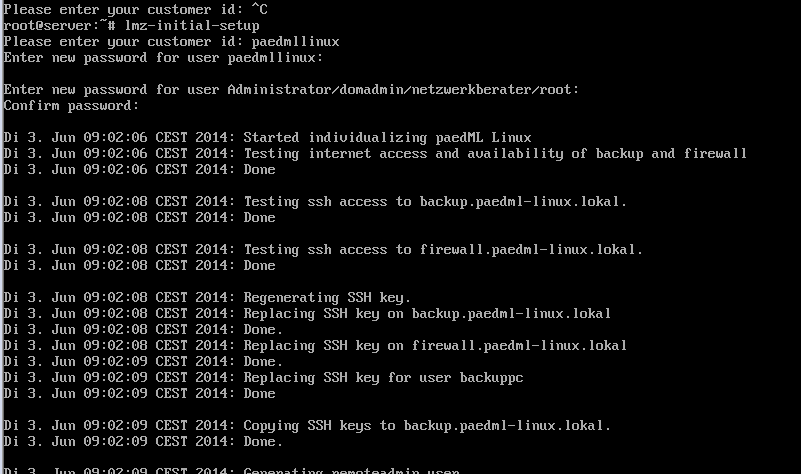 Please enter your customer id: ^C
root@server:~# lmz-initial-setup
Please enter your customer id: paedmllinux
Enter new password for user paedmllinux:
Enter new password for user Administrator/domadmin/netzwerkberater/root:
Confirm password:
Di 3. Jun 09:02:06 CEST 2014: Started individualizing paedML Linux
Di 3. Jun 09:02:06 CEST 2014: Testing internet access and availability of backup and firewall
Di 3. Jun 09:02:06 CEST 2014: Done
Di 3. Jun 09:02:08 CEST 2014: Testing ssh access to backup.paedml-linux.lokal.
Di 3. Jun 09:02:08 CEST 2014: Done
Di 3. Jun 09:02:08 CEST 2014: Testing ssh access to firewall.paedml-linux.lokal.
Di 3. Jun 09:02:08 CEST 2014: Done
Di 3. Jun 09:02:08 CEST 2014: Regenerating SSH key.
Di 3. Jun 09:02:08 CEST 2014: Replacing SSH key on backup.paedml-linux.lokal
Di 3. Jun 09:02:08 CEST 2014: Done.
Di 3. Jun 09:02:08 CEST 2014: Replacing SSH key on firewall.paedml-linux.lokal
Di 3. Jun 09:02:09 CEST 2014: Done.
Di 3. Jun 09:02:09 CEST 2014: Replacing SSH key for user backuppc
Di 3. Jun 09:02:09 CEST 2014: Done
Di 3. Jun 09:02:09 CEST 2014: Copying SSH keys to backup.paedml-linux.lokal.
Di 3. Jun 09:02:09 CEST 2014: Done.
Di 3. Jun 09:02:09 CEST 2014: Generating remoteadmin user